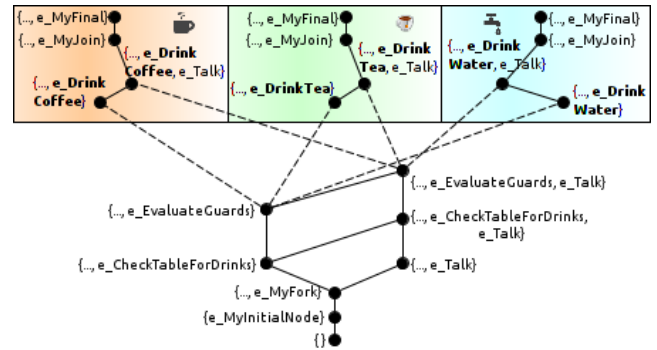 {..., e_MyFinal}
{..., e_MyJoin}
{..., e_Drink
Coffee, e_Talk}
{..., e_Drink
Coffee}
{..., e_MyFinal}
{..., e_MyJoin}
{..., e_Drink
Tea, e_Talk}
{..., e_DrinkTea}
{..., e_MyFinal}
{..., e_MyJoin}
{..., e_Drink
Water, e_Talk}
{..., e_Drink
Water}
{..., e_EvaluateGuards, e_Talk}
{..., e_EvaluateGuards}
{..., e_CheckTableForDrinks,
e_Talk}
{..., e_CheckTableForDrinks}
{..., e_Talk}
{..., e_MyFork}
{e_MyInitialNode}
{}